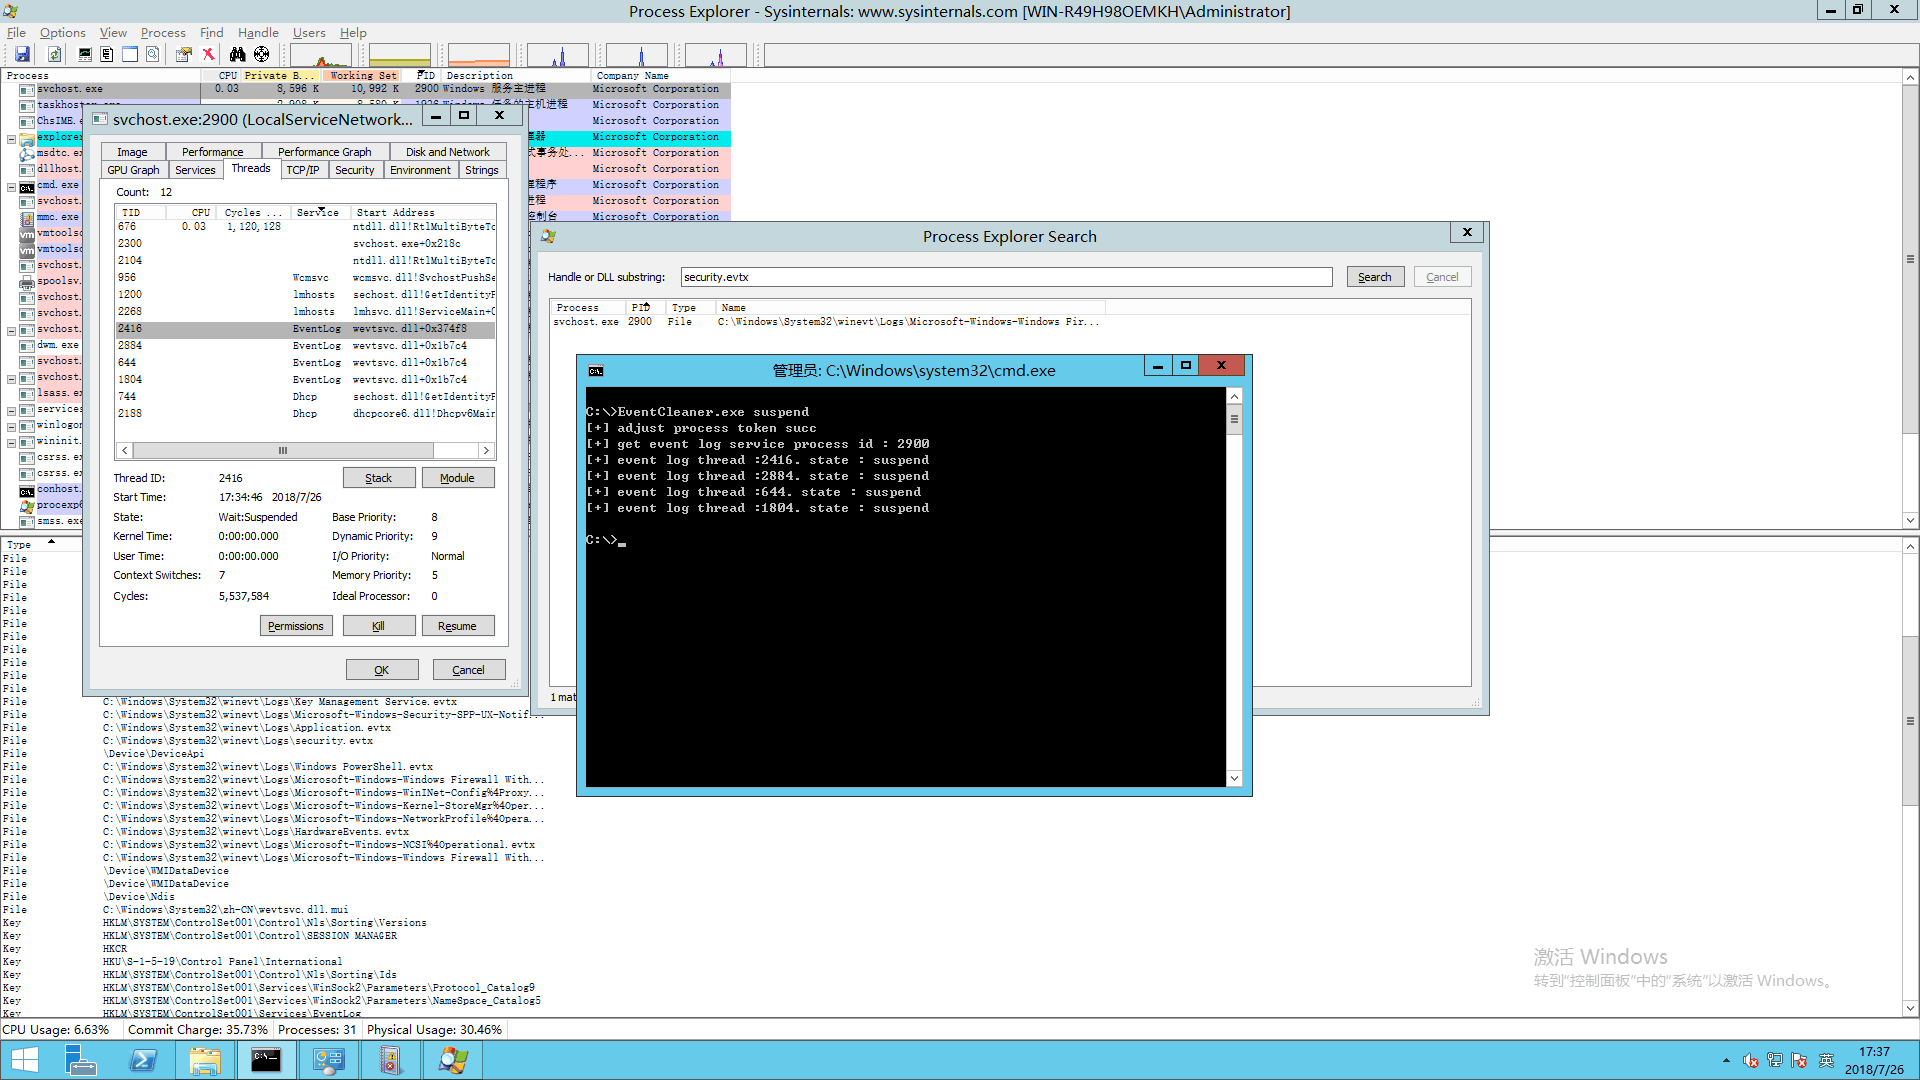 Process Explorer - Sysinternals: www.sysinternals.com [WIN-R49H98OEMKH\Administrator]
File Options View Process Find Handle Users Help
Process CPU Private B... Working Set PID Description Company Name
svchost.exe 0.03 8,596 K 10,992 K 2900 Windows 服务主进程 Microsoft Corporation
Microsoft Corporation
ChsIME. Microsoft Corporation
explorer Microsoft Corporation
msdtc.e 式事务处... Microsoft Corporation
dllhost. Microsoft Corporation
cmd.exe 程序 Microsoft Corporation
svchost. 进程 Microsoft Corporation
mmc.exe 控制台 Microsoft Corporation
vmtoolsd
vmtoolsd
svchost.
spoolsv.
svchost.
svchost.
svchost.
dwm.exe
svchost.
svchost.
lsass.e
services
winlogon
wininit.
csrss.e
csrss.e
conhost.
procexp6
smss.exe
svchost.exe:2900 (LocalServiceNetwork...
Image Performance Performance Graph Disk and Network
GPU Graph Services Threads TCP/IP Security Environment Strings
Count: 12
TID CPU Cycles ... Service Start Address
676 0.03 1,120,128 ntdll.dll!RtlMultiByteTo
2300 svchost.exe+0x218c
2104 ntdll.dll!RtlMultiByteTo
956 Wcmsvc wcmsvc.dll!SvchostPushSe
1200 lmhosts sechost.dll!GetIdentityF
2268 lmhosts lmhsvc.dll!ServiceMain+0
2416 EventLog wevtsvc.dll+0x374f8
2884 EventLog wevtsvc.dll+0x1b7c4
644 EventLog wevtsvc.dll+0x1b7c4
1804 EventLog wevtsvc.dll+0x1b7c4
744 Dhcp sechost.dll!GetIdentityF
2188 Dhcp dhcpcore6.dll!Dhcpv6Main
Thread ID: 2416 Stack Module
Start Time: 17:34:46 2018/7/26
State: Wait:Suspended Base Priority: 8
Kernel Time: 0:00:00.000 Dynamic Priority: 9
User Time: 0:00:00.000 I/O Priority: Normal
Context Switches: 7 Memory Priority: 5
Cycles: 5,537,584 Ideal Processor: 0
Permissions Kill Resume
OK Cancel
Process Explorer Search
Handle or DLL substring: security.evtx Search Cancel
Process PID Type Name
svchost.exe 2900 File C:\Windows\System32\winevt\Logs\Microsoft-Windows-Windows Fir...
1 mat
管理员: C:\Windows\system32\cmd.exe
C:\>EventCleaner.exe suspend
[+] adjust process token succ
[+] get event log service process id : 2900
[+] event log thread :2416. state : suspend
[+] event log thread :2884. state : suspend
[+] event log thread :644. state : suspend
[+] event log thread :1804. state : suspend
C:\>_
Type
File
File
File
File
File
File
File
File
File
File
File
File C:\Windows\System32\winevt\Logs\Key Management Service.evtx
File C:\Windows\System32\winevt\Logs\Microsoft-Windows-Security-SPP-UX-Notif...
File C:\Windows\System32\winevt\Logs\Application.evtx
File C:\Windows\System32\winevt\Logs\security.evtx
File \Device\DeviceApi
File C:\Windows\System32\winevt\Logs\Windows PowerShell.evtx
File C:\Windows\System32\winevt\Logs\Microsoft-Windows-Windows Firewall With...
File C:\Windows\System32\winevt\Logs\Microsoft-Windows-WinINet-Config%4Proxy...
File C:\Windows\System32\winevt\Logs\Microsoft-Windows-Kernel-StoreMgr%4Oper...
File C:\Windows\System32\winevt\Logs\Microsoft-Windows-NetworkProfile%4Opera...
File C:\Windows\System32\winevt\Logs\HardwareEvents.evtx
File C:\Windows\System32\winevt\Logs\Microsoft-Windows-NCSI%4Operational.evtx
File C:\Windows\System32\winevt\Logs\Microsoft-Windows-Windows Firewall With...
File \Device\WMIDataDevice
File \Device\WMIDataDevice
File \Device\Ndis
File C:\Windows\System32\zh-CN\wevtsvc.dll.mui
Key HKLM\SYSTEM\ControlSet001\Control\Nls\Sorting\Versions
Key HKLM\SYSTEM\ControlSet001\Control\SESSION MANAGER
Key HKCR
Key HKU\S-1-5-19\Control Panel\International
Key HKLM\SYSTEM\ControlSet001\Control\Nls\Sorting\Ids
Key HKLM\SYSTEM\ControlSet001\Services\WinSock2\Parameters\Protocol_Catalog9
Key HKLM\SYSTEM\ControlSet001\Services\WinSock2\Parameters\NameSpace_Catalog5
Key HKLM\SYSTEM\ControlSet001\Services\EventLog
激活 Windows
转到"控制面板"中的"系统"以激活 Windows。
CPU Usage: 6.63% Commit Charge: 35.73% Processes: 31 Physical Usage: 30.46%
英
17:37
2018/7/26